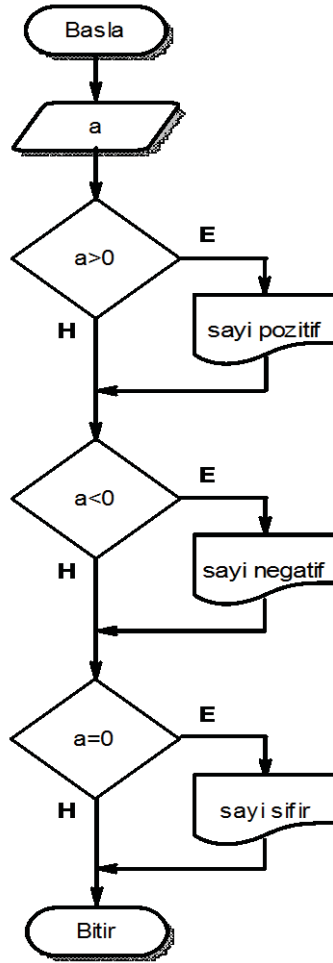 Basla
a
a>0
E
sayi pozitif
H
a<0
E
sayi negatif
H
a=0
E
sayi sifir
H
Bitir